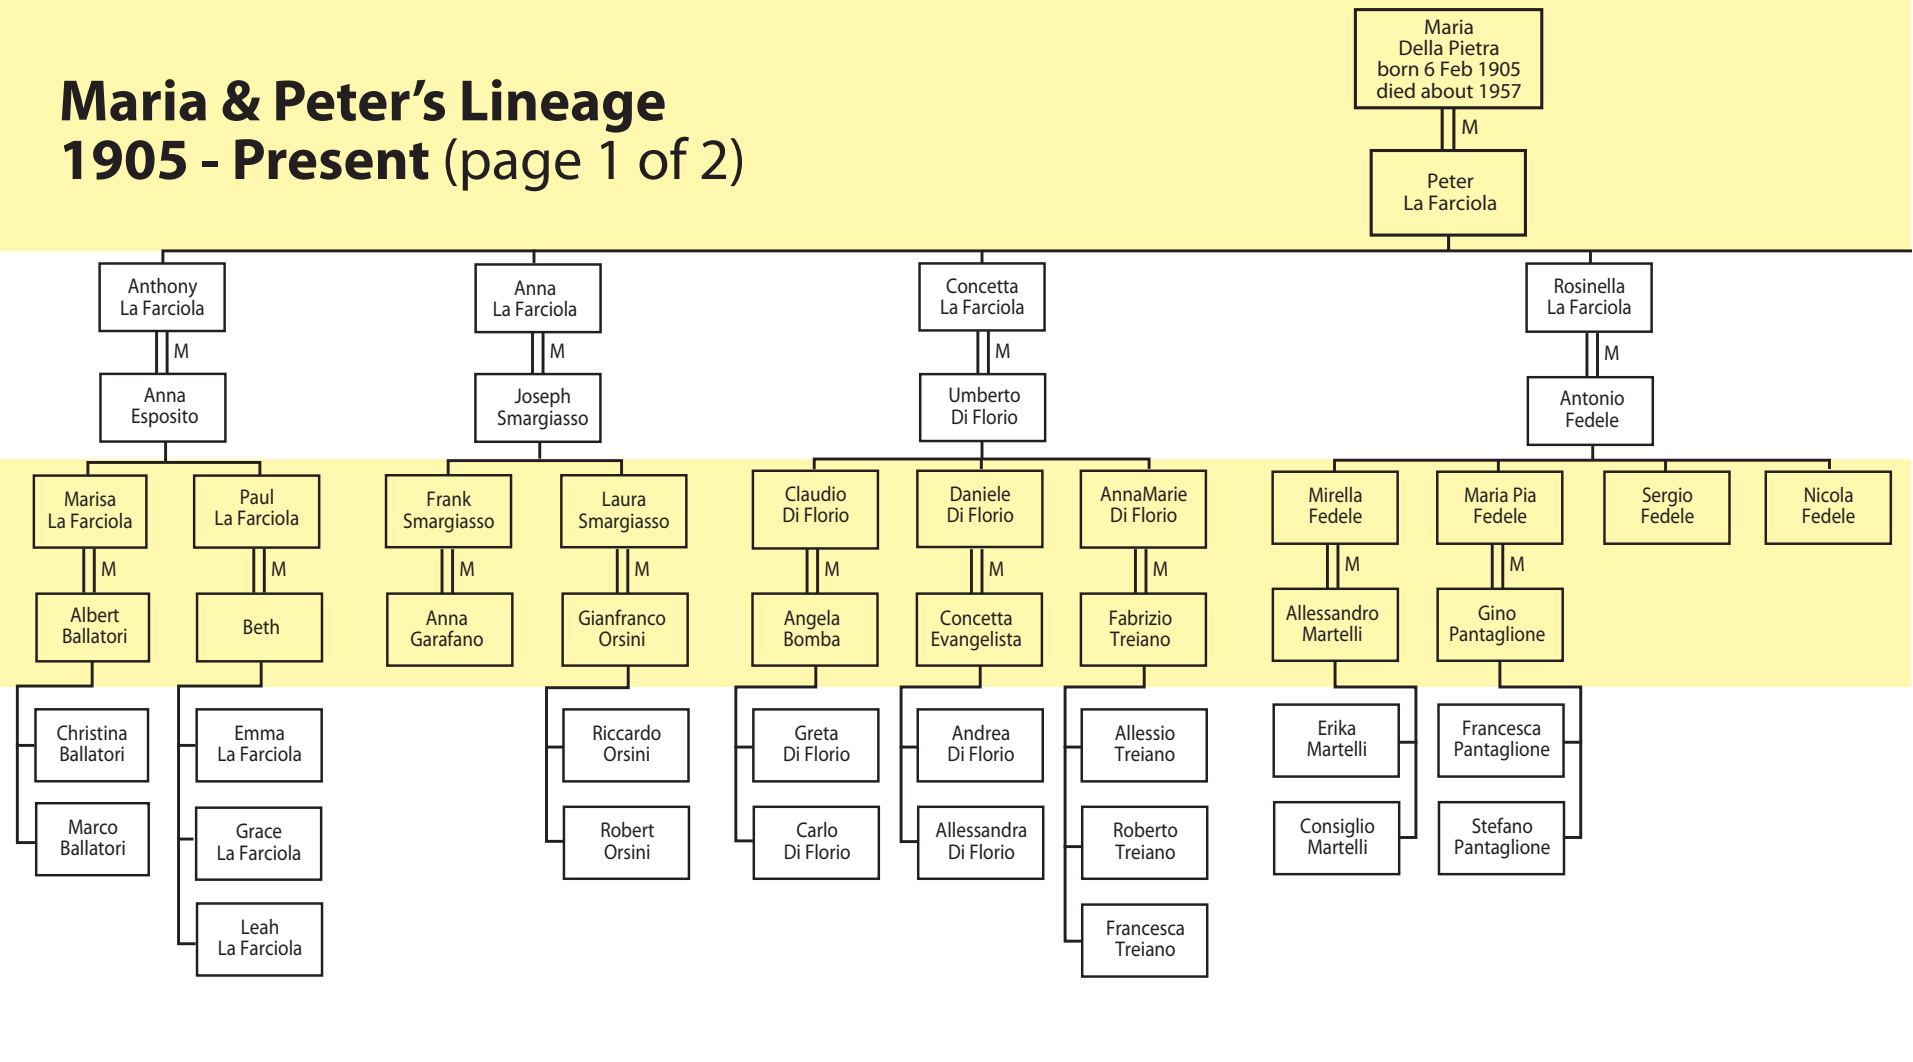 Maria
Della Pietra
born 6 Feb 1905
died about 1957
Maria & Peter's Lineage
1905 - Present (page 1 of 2)
M
Peter
La Farciola
Anthony
La Farciola
Anna
La Farciola
Concetta
La Farciola
Rosinella
La Farciola
M
M
M
M
Anna
Esposito
Joseph
Smargiasso
Umberto
Di Florio
Antonio
Fedele
Marisa
La Farciola
Paul
La Farciola
Frank
Smargiasso
Laura
Smargiasso
Claudio
Di Florio
Daniele
Di Florio
AnnaMarie
Di Florio
Mirella
Fedele
Maria Pia
Fedele
Sergio
Fedele
Nicola
Fedele
M
M
M
M
M
M
M
M
M
Albert
Ballatori
Beth
Anna
Garafano
Gianfranco
Orsini
Angela
Bomba
Concetta
Evangelista
Fabrizio
Treiano
Allessandro
Martelli
Gino
Pantaglione
Christina
Ballatori
Emma
La Farciola
Riccardo
Orsini
Greta
Di Florio
Andrea
Di Florio
Allessio
Treiano
Erika
Martelli
Francesca
Pantaglione
Marco
Ballatori
Grace
La Farciola
Robert
Orsini
Carlo
Di Florio
Allessandra
Di Florio
Roberto
Treiano
Consiglio
Martelli
Stefano
Pantaglione
Leah
La Farciola
Francesca
Treiano